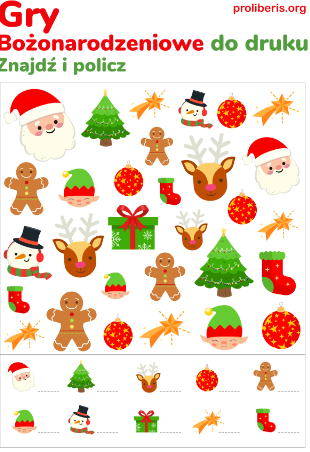 proliberis.org
Gry
Bożonarodzeniowe do druku
Znajdź i policz